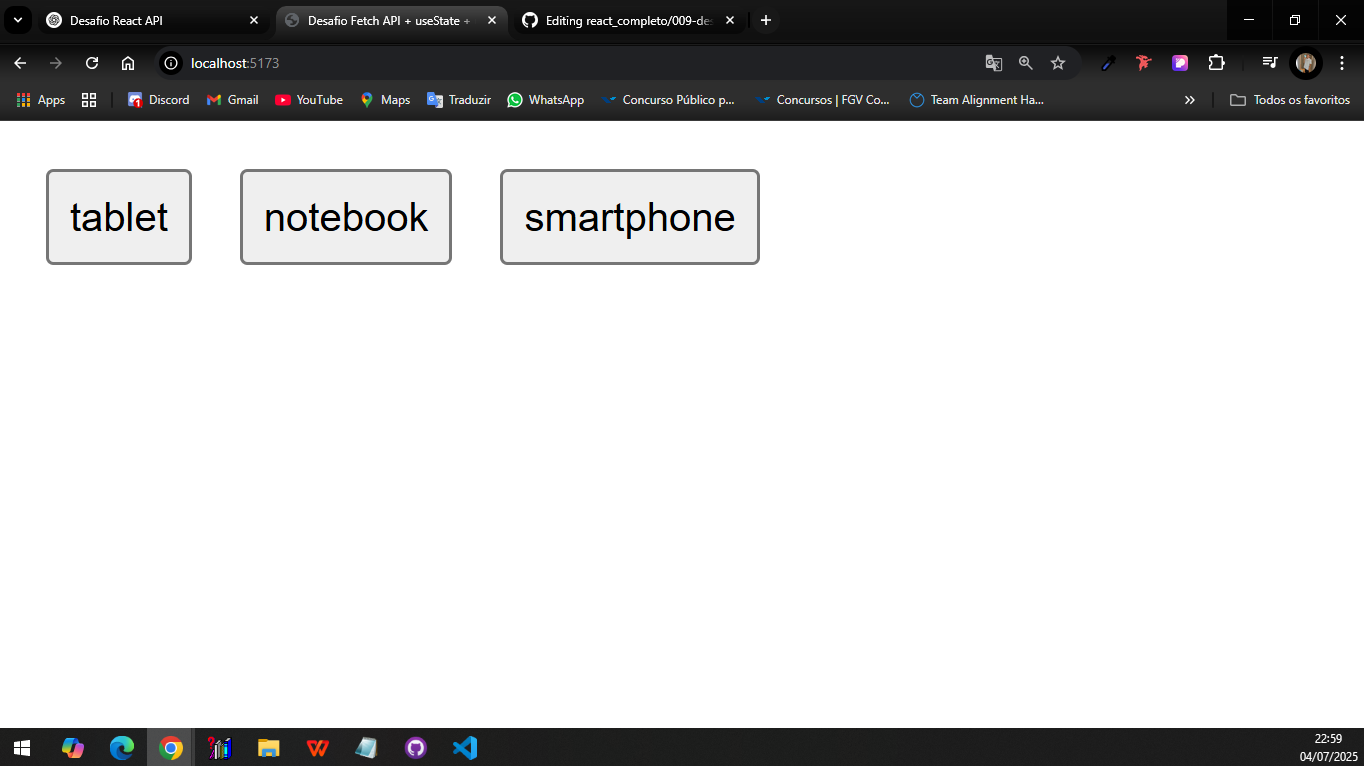 Desafio React API
Desafio Fetch API + useState +
Editing react_completo/009-des
localhost:5173
Apps
Discord
Gmail
YouTube
Maps
Traduzir
WhatsApp
Concurso Público p...
Concursos | FGV Co...
Team Alignment Ha...
Todos os favoritos
tablet
notebook
smartphone
22:59
04/07/2025